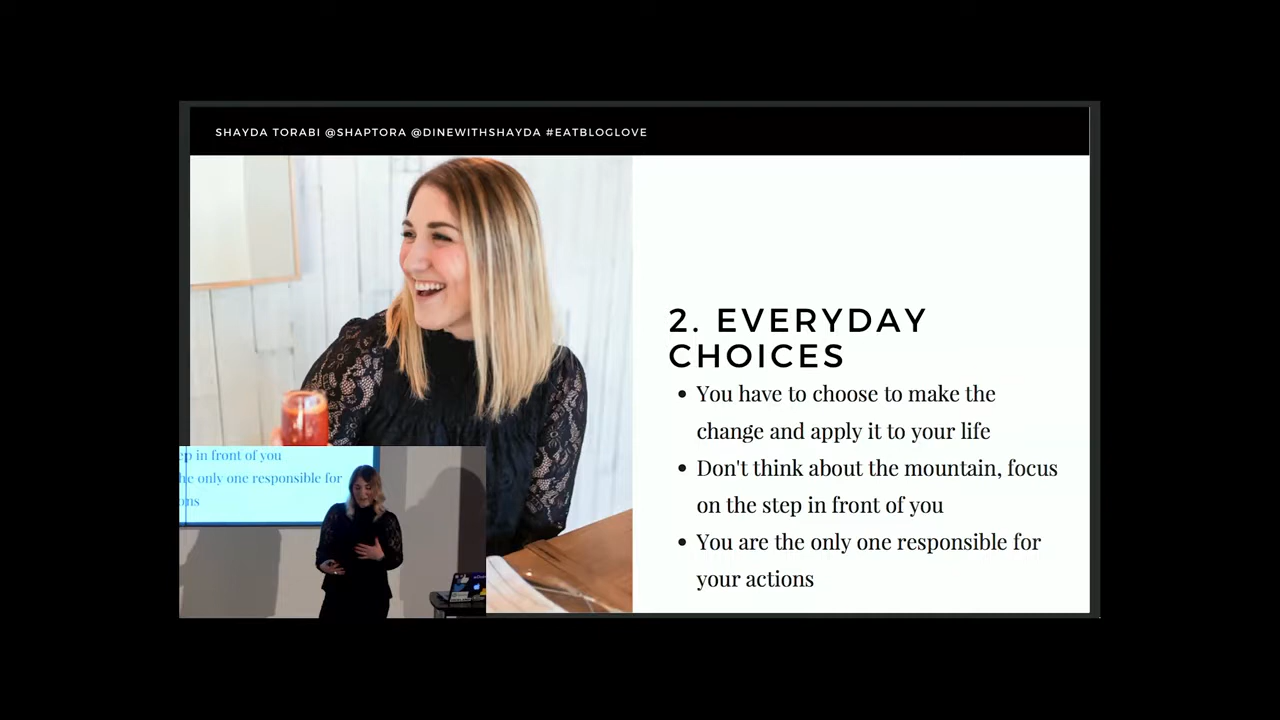 SHAYDA TORABI @SHAPTORA @DINEWITHSHAYDA #EATBLOGLOVE
2. EVERYDAY
CHOICES
• You have to choose to make the
change and apply it to your life
• Don't think about the mountain, focus
on the step in front of you
• You are the only one responsible for
your actions
ep in front of you
he only one responsible for
ons